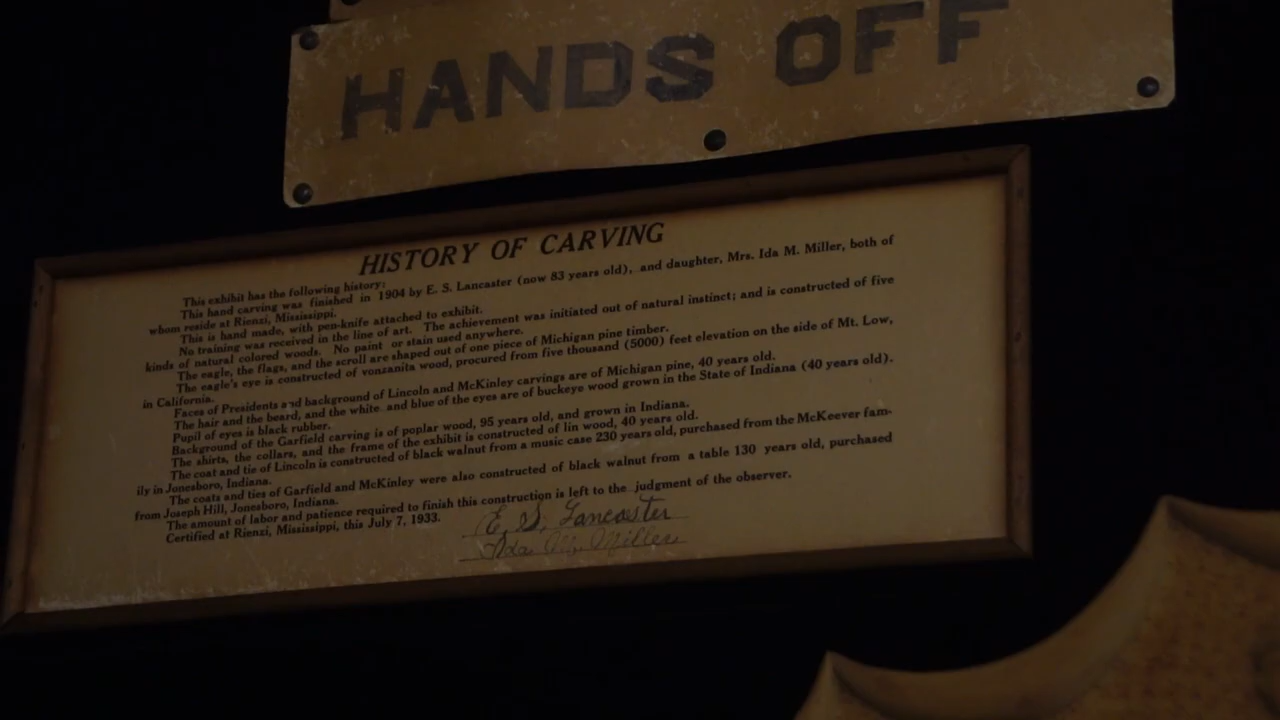 HANDS OFF
HISTORY OF CARVING
This exhibit has the following history:
This hand carving was finished in 1904 by E. S. Lancaster (now 83 years old), and daughter, Mrs. Ida M. Miller, both of
whom reside at Rienzi, Mississippi.
This is hand made, with pen-knife attached to exhibit.
No training was received in the line of art. The achievement was initiated out of natural instinct; and is constructed of five
kinds of natural colored woods. No paint or stain used anywhere.
The eagle, the flags, and the scroll are shaped out of one piece of Michigan pine timber.
The eagle's eye is constructed of vonzanita wood, procured from five thousand (5000) feet elevation on the side of Mt. Low,
in California.
Faces of Presidents and background of Lincoln and McKinley carvings are of Michigan pine, 40 years old.
The hair and the beard, and the white and blue of the eyes are of buckeye wood grown in the State of Indiana (40 years old).
Pupil of eyes is black rubber.
Background of the Garfield carving is of poplar wood, 95 years old, and grown in Indiana.
The shirts, the collars, and the frame of the exhibit is constructed of lin wood, 40 years old.
The coat and tie of Lincoln is constructed of black walnut from a music case 230 years old, purchased from the McKeever fam-
ily in Jonesboro, Indiana.
The coats and ties of Garfield and McKinley were also constructed of black walnut from a table 130 years old, purchased
from Joseph Hill, Jonesboro, Indiana.
The amount of labor and patience required to finish this construction is left to the judgment of the observer.
Certified at Rienzi, Mississippi, this July 7, 1933.
E. S. Lancaster
Ida M. Miller